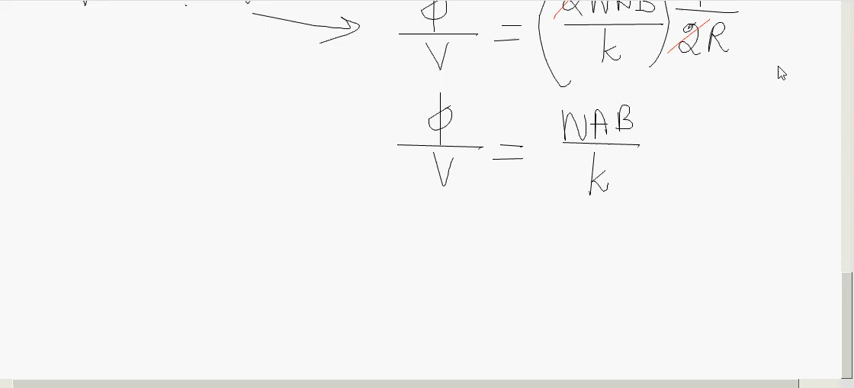 ϕ/V = (2NAB/k) 1/2R
ϕ/V = NAB/k